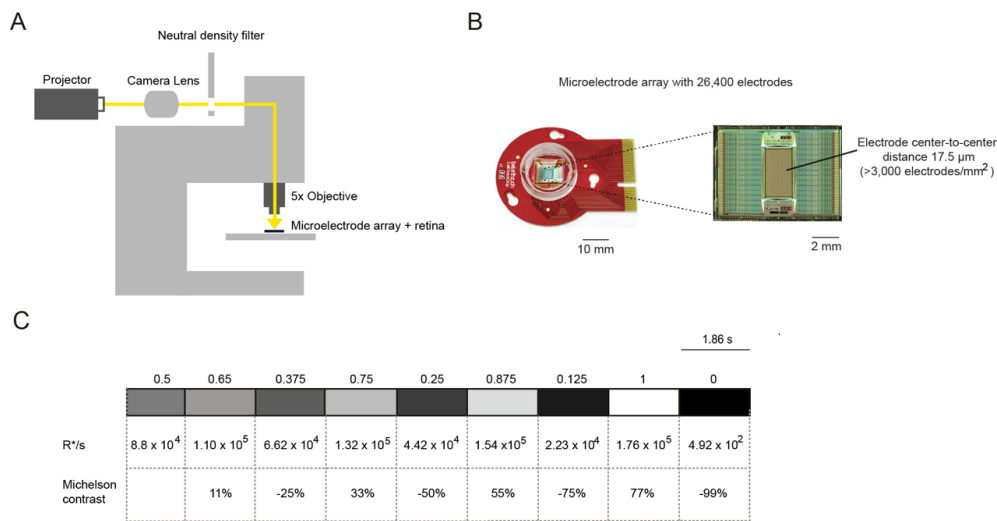 A
Neutral density filter
Projector
Camera Lens
5x Objective
Microelectrode array + retina
B
Microelectrode array with 26,400 electrodes
Electrode center-to-center
distance 17.5 µm
(>3,000 electrodes/mm²)
10 mm
2 mm
C
1.86 s
0.5 0.65 0.375 0.75 0.25 0.875 0.125 1 0
R*/s 8.8 x 10⁴ 1.10 x 10⁵ 6.62 x 10⁴ 1.32 x 10⁵ 4.42 x 10⁴ 1.54 x10⁵ 2.23 x 10⁴ 1.76 x 10⁵ 4.92 x 10²
Michelson
contrast 11% -25% 33% -50% 55% -75% 77% -99%